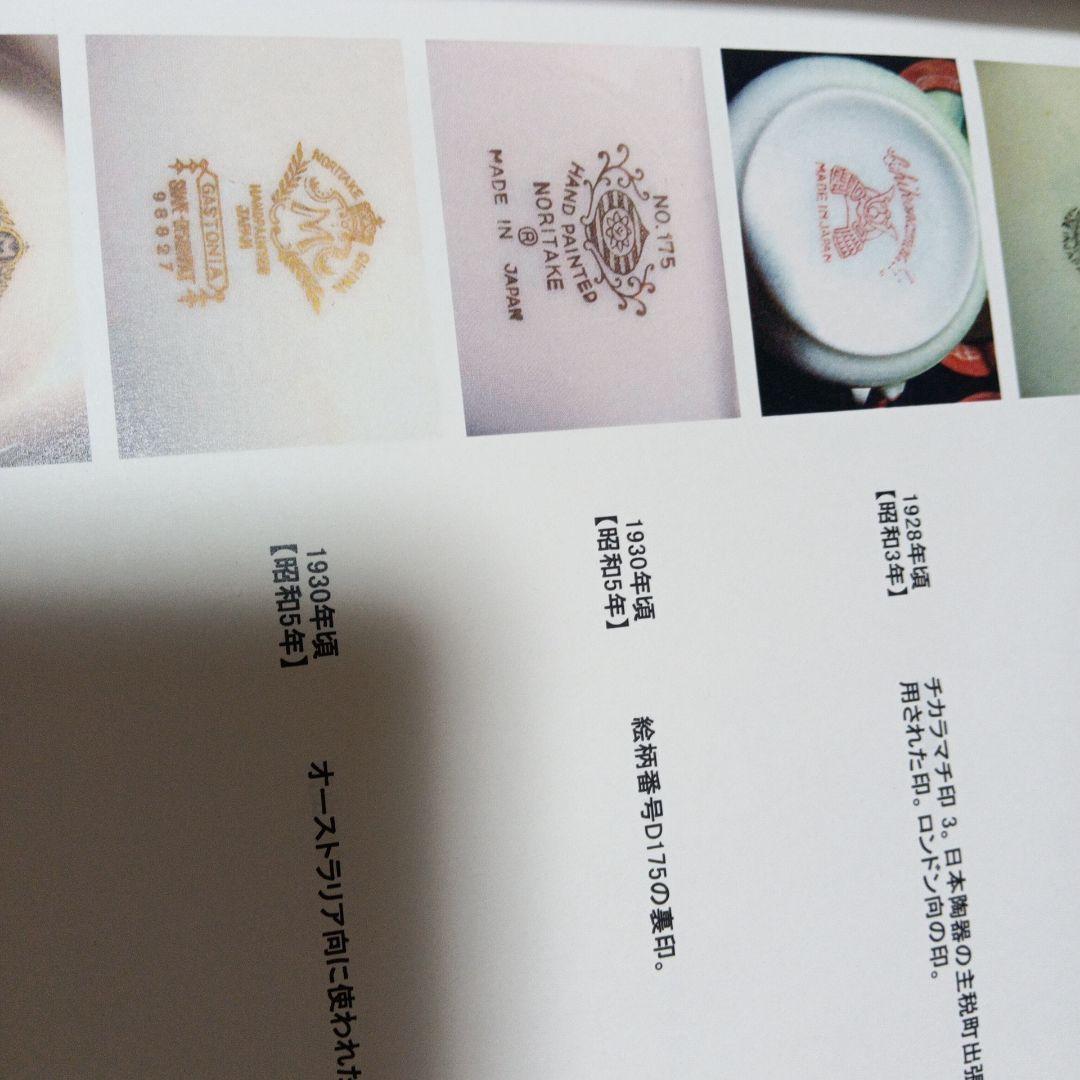 Chikaramachi
MADE IN JAPAN
1928年頃
【昭和3年】
チカラマチ印 3。日本陶器の主税町出張
用された印。ロンドン向の印。
NO.175
HAND PAINTED
NORITAKE
®
MADE IN JAPAN
1930年頃
【昭和5年】
絵柄番号D175の裏印。
NORITAKE CHINA
M
HANDPAINTED
JAPAN
GASTONIA
98827
1930年頃
【昭和5年】
オーストラリア向に使われた